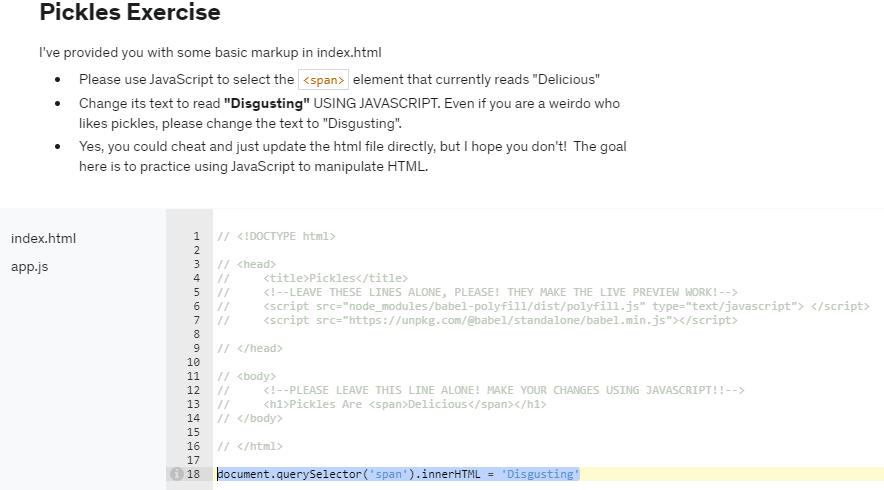 Pickles Exercise
I've provided you with some basic markup in index.html
• Please use JavaScript to select the <span> element that currently reads "Delicious"
• Change its text to read "Disgusting" USING JAVASCRIPT. Even if you are a weirdo who
likes pickles, please change the text to "Disgusting".
• Yes, you could cheat and just update the html file directly, but I hope you don't! The goal
here is to practice using JavaScript to manipulate HTML.
index.html
app.js
1 // <!DOCTYPE html>
2
3 // <head>
4 //     <title>Pickles</title>
5 //     <!--LEAVE THESE LINES ALONE, PLEASE! THEY MAKE THE LIVE PREVIEW WORK!-->
6 //     <script src="node_modules/babel-polyfill/dist/polyfill.js" type="text/javascript"> </script>
7 //     <script src="https://unpkg.com/@babel/standalone/babel.min.js"></script>
8
9 // </head>
10
11 // <body>
12 //     <!--PLEASE LEAVE THIS LINE ALONE! MAKE YOUR CHANGES USING JAVASCRIPT!!-->
13 //     <h1>Pickles Are <span>Delicious</span></h1>
14 // </body>
15
16 // </html>
17
i 18 document.querySelector('span').innerHTML = 'Disgusting'